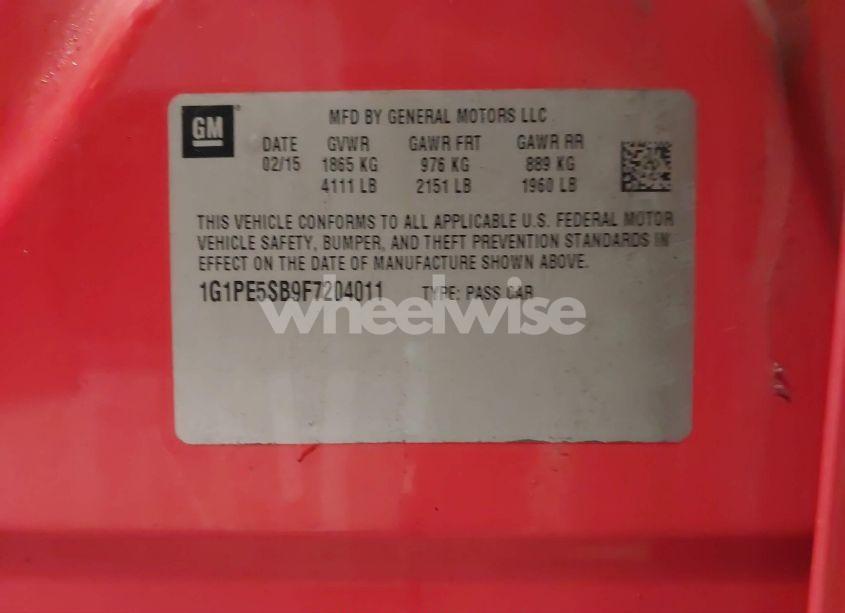 GM
MFD BY GENERAL MOTORS LLC
DATE GVWR GAWR FRT GAWR RR
02/15 1865 KG 976 KG 889 KG
4111 LB 2151 LB 1960 LB
THIS VEHICLE CONFORMS TO ALL APPLICABLE U.S. FEDERAL MOTOR
VEHICLE SAFETY, BUMPER, AND THEFT PREVENTION STANDARDS IN
EFFECT ON THE DATE OF MANUFACTURE SHOWN ABOVE.
1G1PE5SB9F7204011 TYPE: PASS CAR
wheelwise